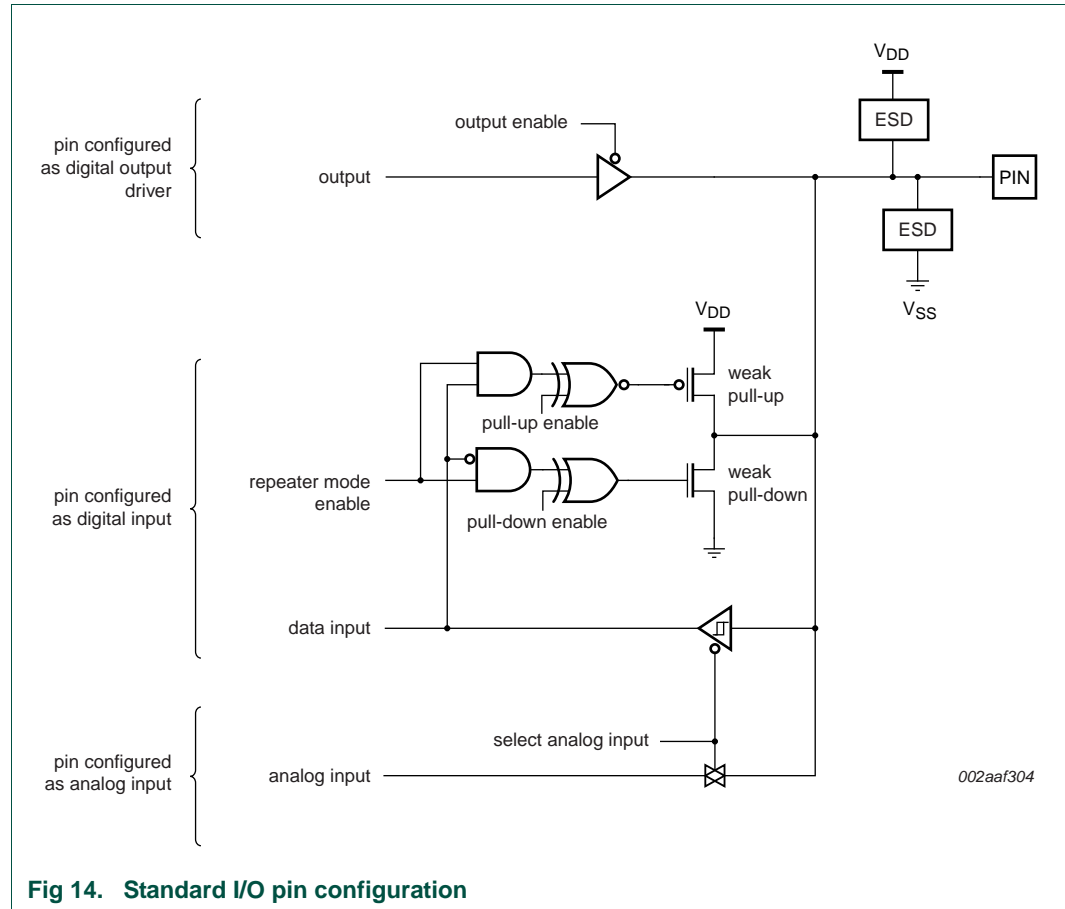 VDD
ESD
output enable
pin configured
as digital output
driver
output
PIN
ESD
VSS
VDD
weak
pull-up
pull-up enable
pin configured
as digital input
repeater mode
enable
weak
pull-down
pull-down enable
data input
select analog input
pin configured
as analog input
analog input
002aaf304
Fig 14. Standard I/O pin configuration